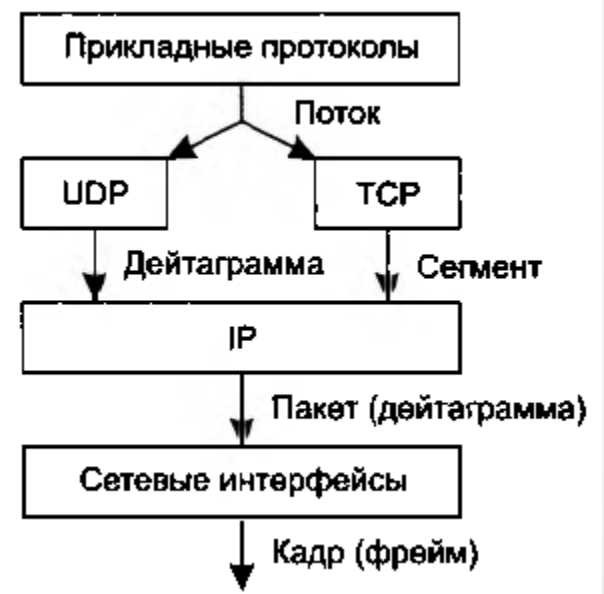 Прикладные протоколы
Поток
UDP
TCP
Дейтаграмма
Сегмент
IP
Пакет (дейтаграмма)
Сетевые интерфейсы
Кадр (фрейм)